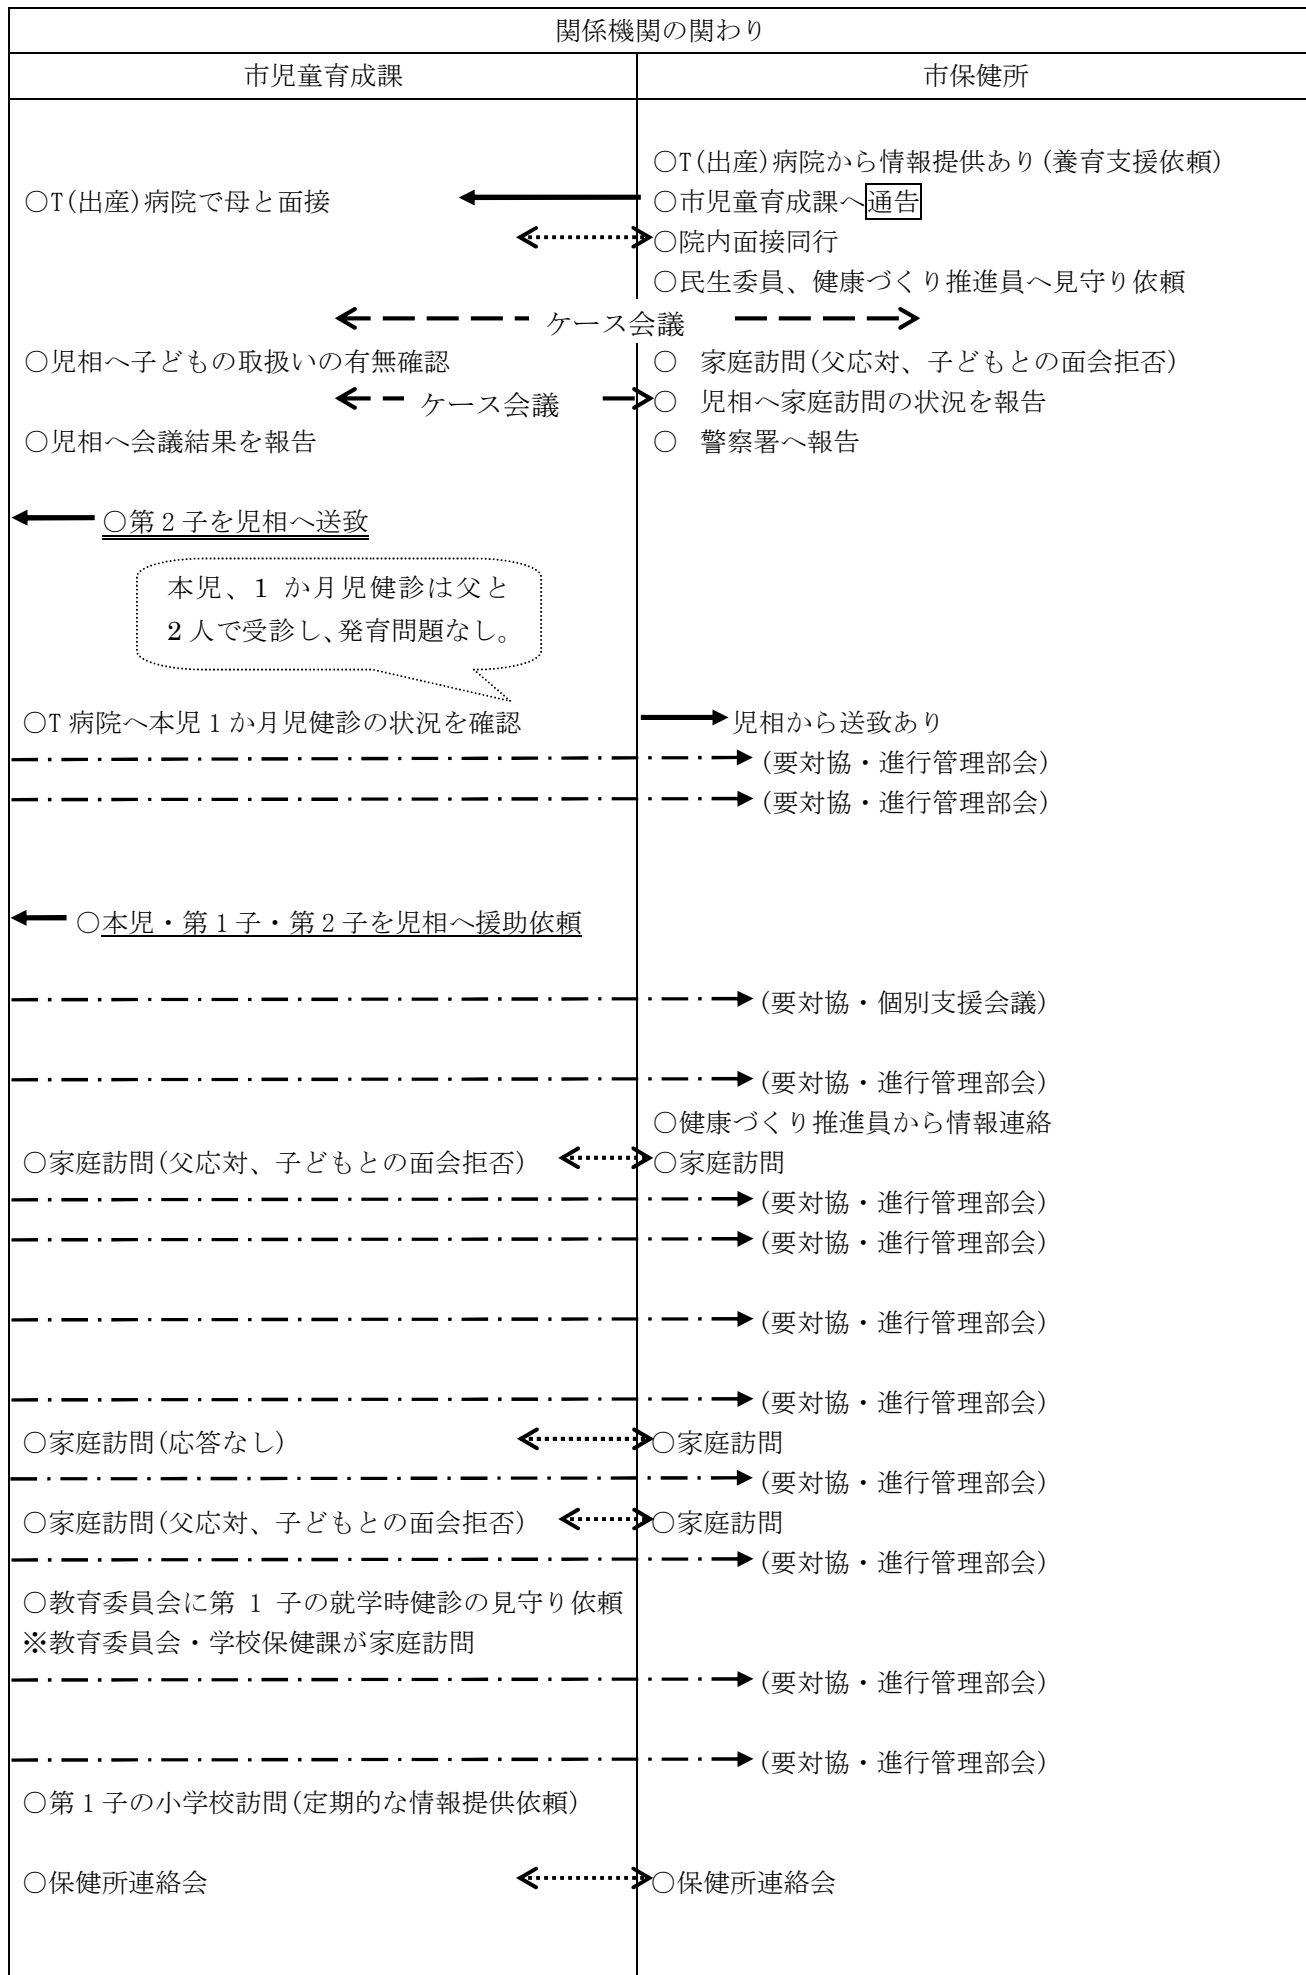 関係機関の関わり
市児童育成課
市保健所
○T(出産)病院から情報提供あり(養育支援依頼)
○T(出産)病院で母と面接
○市児童育成課へ通告
○院内面接同行
○民生委員、健康づくり推進員へ見守り依頼
ケース会議
○児相へ子どもの取扱いの有無確認
○ 家庭訪問(父応対、子どもとの面会拒否)
ケース会議
○ 児相へ家庭訪問の状況を報告
○児相へ会議結果を報告
○ 警察署へ報告
○第2子を児相へ送致
本児、1 か月児健診は父と
2人で受診し、発育問題なし。
○T病院へ本児1か月児健診の状況を確認
児相から送致あり
(要対協・進行管理部会)
(要対協・進行管理部会)
○本児・第1子・第2子を児相へ援助依頼
(要対協・個別支援会議)
(要対協・進行管理部会)
○健康づくり推進員から情報連絡
○家庭訪問(父応対、子どもとの面会拒否)
○家庭訪問
(要対協・進行管理部会)
(要対協・進行管理部会)
(要対協・進行管理部会)
(要対協・進行管理部会)
○家庭訪問(応答なし)
○家庭訪問
(要対協・進行管理部会)
○家庭訪問(父応対、子どもとの面会拒否)
○家庭訪問
(要対協・進行管理部会)
○教育委員会に第 1 子の就学時健診の見守り依頼
※教育委員会・学校保健課が家庭訪問
(要対協・進行管理部会)
(要対協・進行管理部会)
○第1子の小学校訪問(定期的な情報提供依頼)
○保健所連絡会
○保健所連絡会